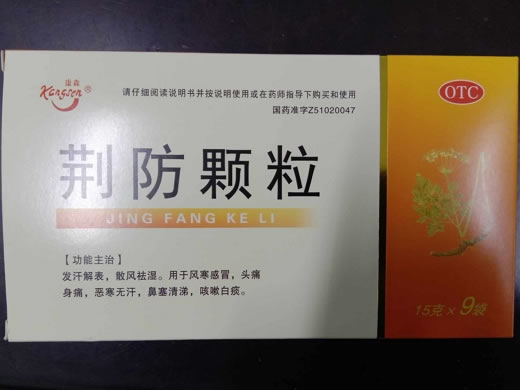 康森
Kangsen®
请仔细阅读说明书并按说明使用或在药师指导下购买和使用
国药准字Z51020047
OTC
荆防颗粒
JING FANG KE LI
【功能主治】
发汗解表，散风祛湿。用于风寒感冒，头痛
身痛，恶寒无汗，鼻塞清涕，咳嗽白痰。
15克×9袋